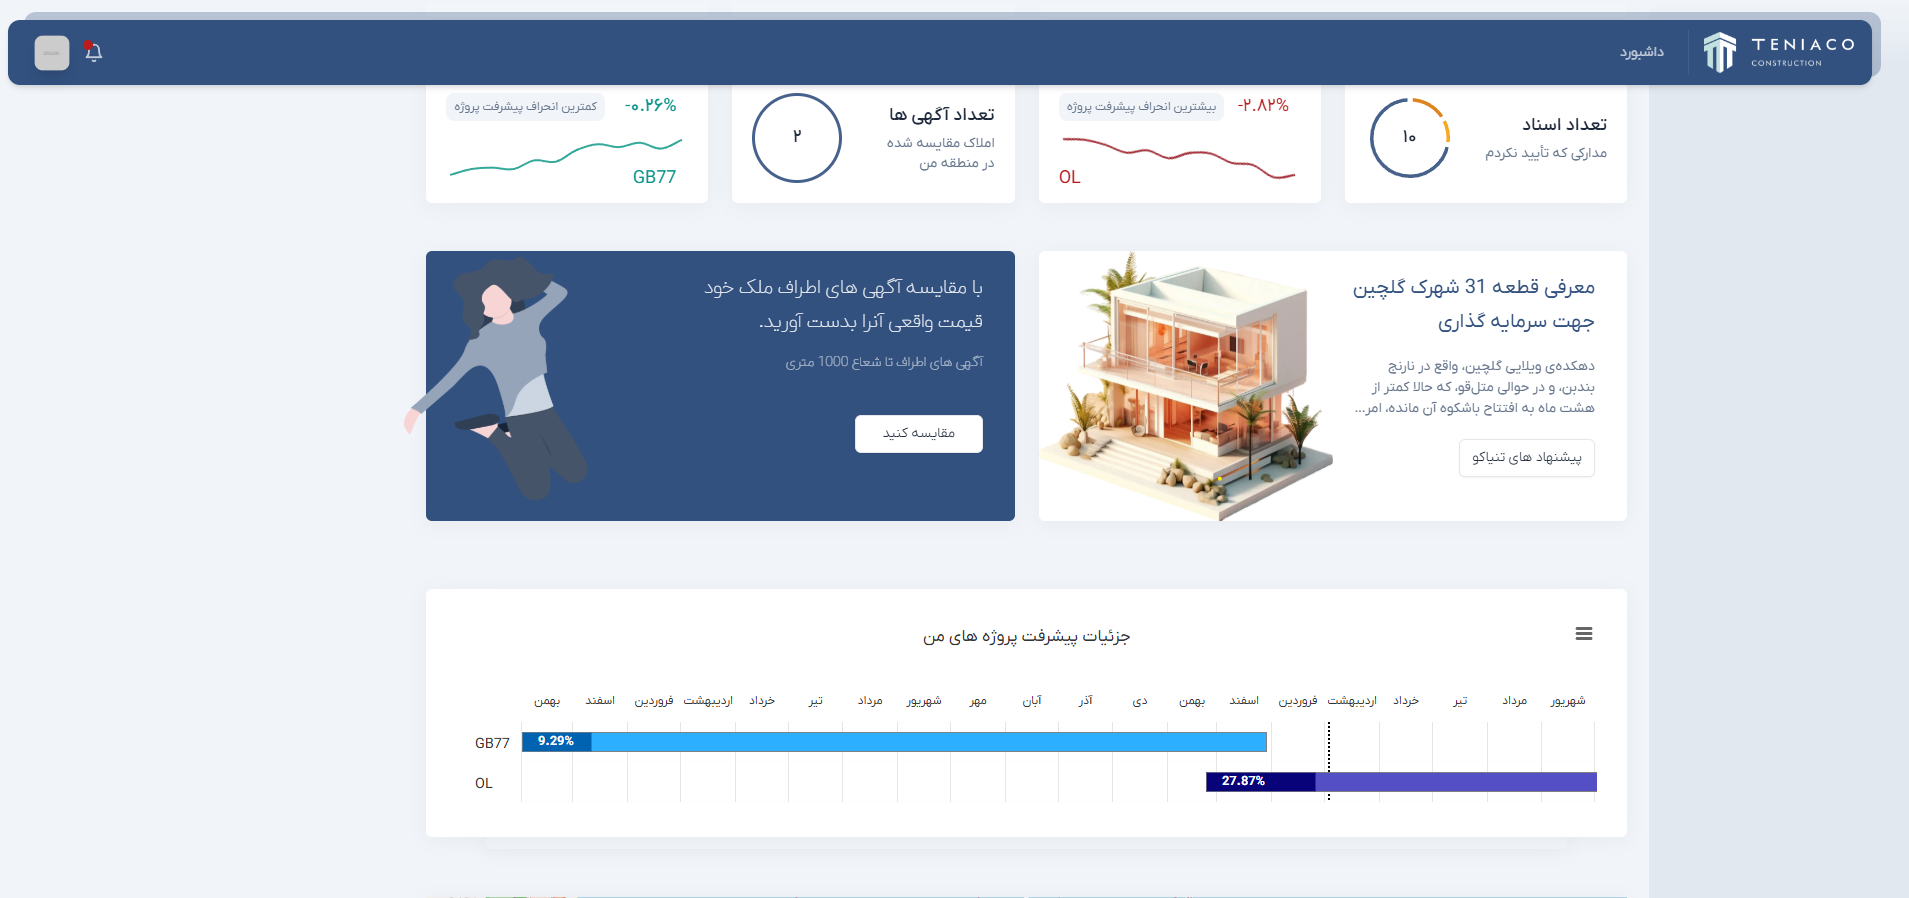 TENIACO
CONSTRUCTION
داشبورد
تعداد اسناد
مدارکی که تأیید نکردم
۱۰
-۲.۸۲%
بیشترین انحراف پیشرفت پروژه
OL
تعداد آگهی ها
املاک مقایسه شده
در منطقه من
۲
-۰.۲۶%
کمترین انحراف پیشرفت پروژه
GB77
معرفی قطعه 31 شهرک گلچین
جهت سرمایه گذاری
دهکده‌ی ویلایی گلچین، واقع در نارنج
بندبن، و در حوالی متل‌قو، که حالا کمتر از
هشت ماه به افتتاح باشکوه آن مانده، امر...
پیشنهاد های تنیاکو
با مقایسه آگهی های اطراف ملک خود
قیمت واقعی آنرا بدست آورید.
آگهی های اطراف تا شعاع 1000 متری
مقایسه کنید
جزئیات پیشرفت پروژه های من
بهمن اسفند فروردین اردیبهشت خرداد تیر مرداد شهریور مهر آبان آذر دی بهمن اسفند فروردین اردیبهشت خرداد تیر مرداد شهریور
GB77 9.29%
OL 27.87%